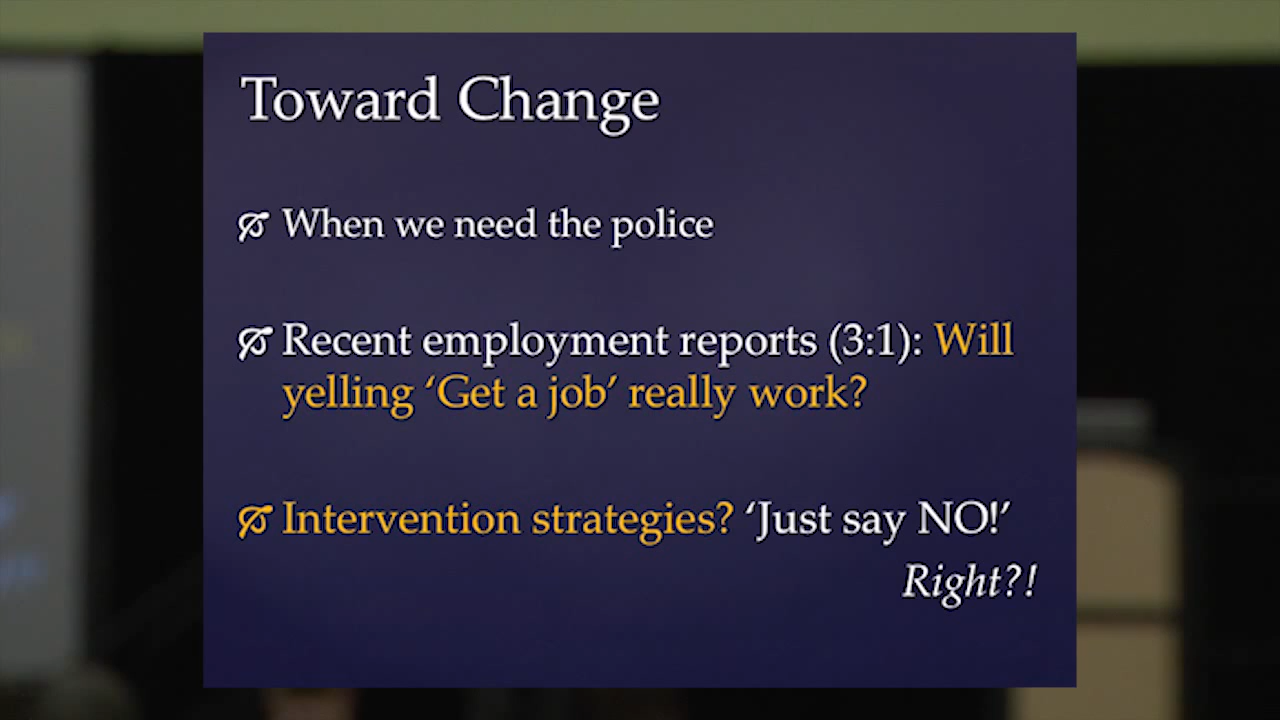 Toward Change
When we need the police
Recent employment reports (3:1): Will
yelling ‘Get a job’ really work?
Intervention strategies? ‘Just say NO!’
Right?!